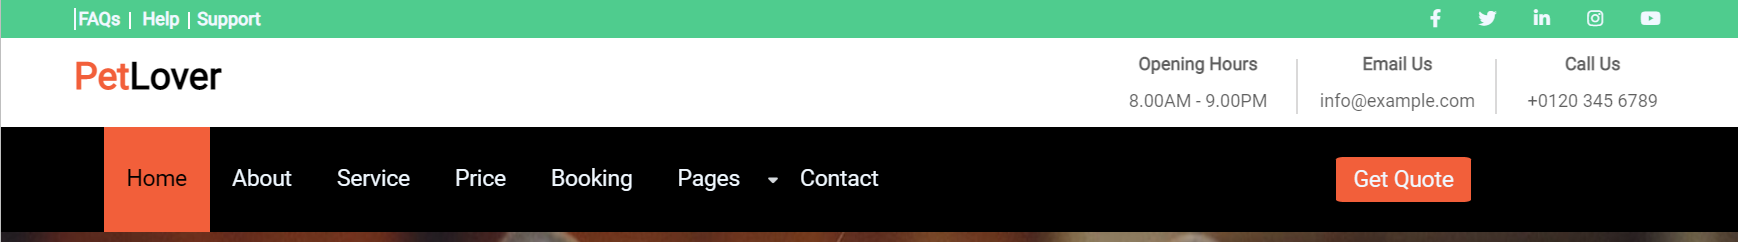 FAQs | Help | Support
PetLover
Opening Hours
8.00AM - 9.00PM
Email Us
info@example.com
Call Us
+0120 345 6789
Home About Service Price Booking Pages Contact Get Quote